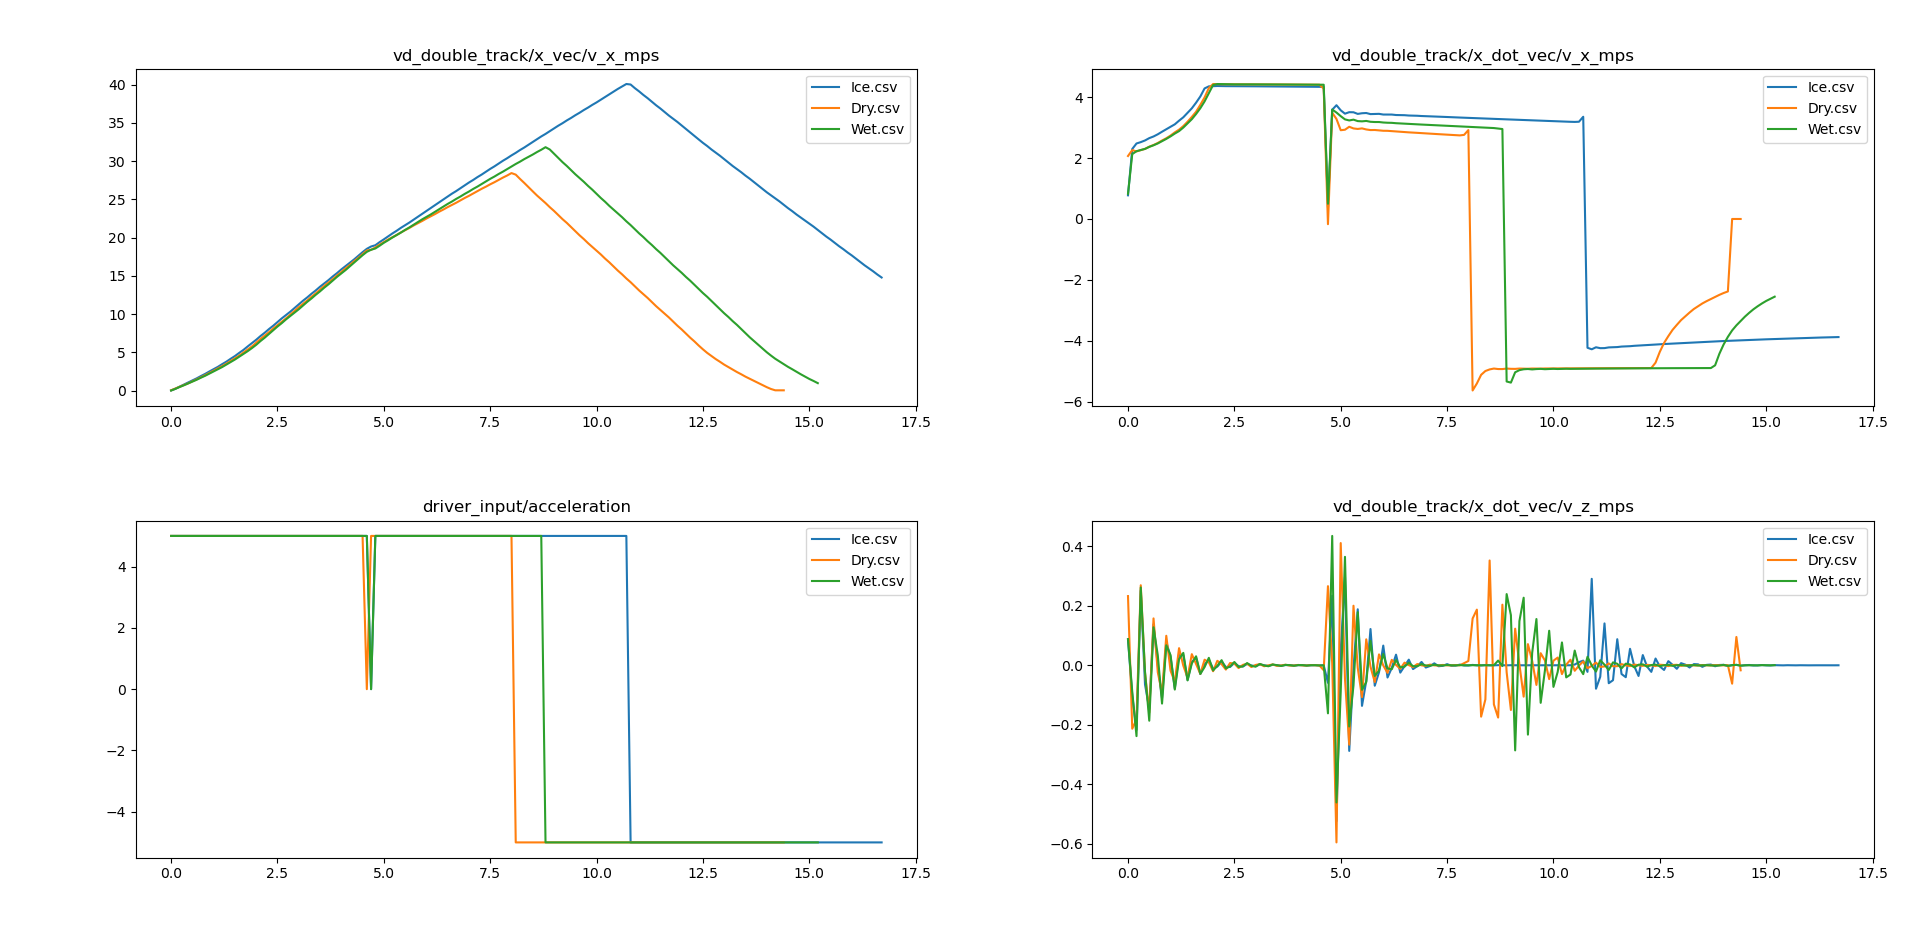 vd_double_track/x_vec/v_x_mps
40
35
30
25
20
15
10
5
0
0.0 2.5 5.0 7.5 10.0 12.5 15.0 17.5
Ice.csv
Dry.csv
Wet.csv
vd_double_track/x_dot_vec/v_x_mps
4
2
0
−2
−4
−6
0.0 2.5 5.0 7.5 10.0 12.5 15.0 17.5
Ice.csv
Dry.csv
Wet.csv
driver_input/acceleration
4
2
0
−2
−4
0.0 2.5 5.0 7.5 10.0 12.5 15.0 17.5
Ice.csv
Dry.csv
Wet.csv
vd_double_track/x_dot_vec/v_z_mps
0.4
0.2
0.0
−0.2
−0.4
−0.6
0.0 2.5 5.0 7.5 10.0 12.5 15.0 17.5
Ice.csv
Dry.csv
Wet.csv